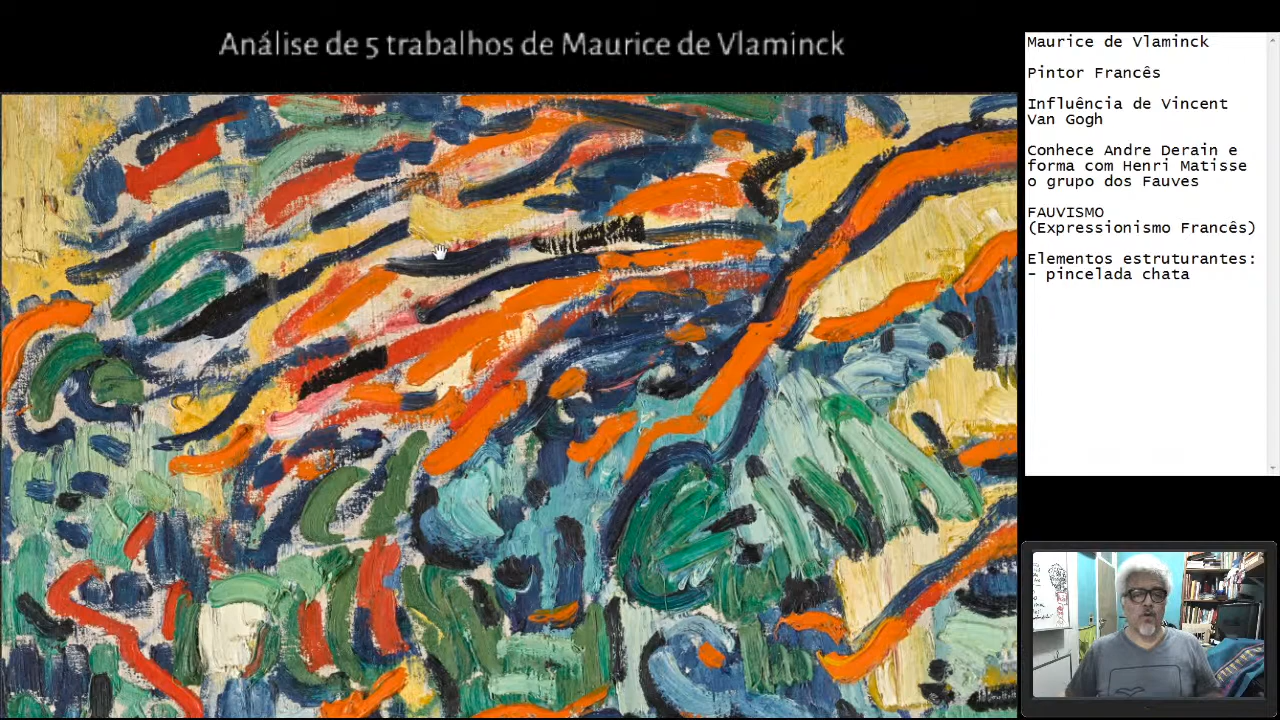 Análise de 5 trabalhos de Maurice de Vlaminck
Maurice de Vlaminck
Pintor Francês
Influência de Vincent
Van Gogh
Conhece Andre Derain e
forma com Henri Matisse
o grupo dos Fauves
FAUVISMO
(Expressionismo Francês)
Elementos estruturantes:
- pincelada chata